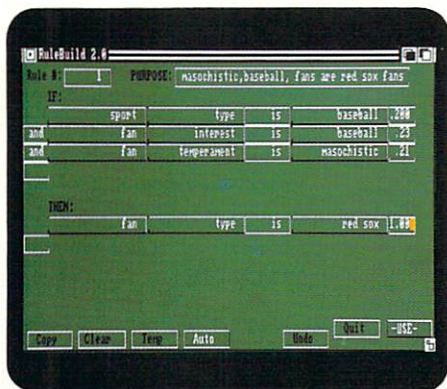 RuleBuild 2.0
Rule #: 1 PURPOSE: masochistic,baseball, fans are red sox fans
IF:
sport type is baseball .200
and fan interest is baseball .23
and fan temperament is masochistic .21
THEN:
fan type is red sox 1.00
Quit -USE-
Copy Clear Temp Auto Undo